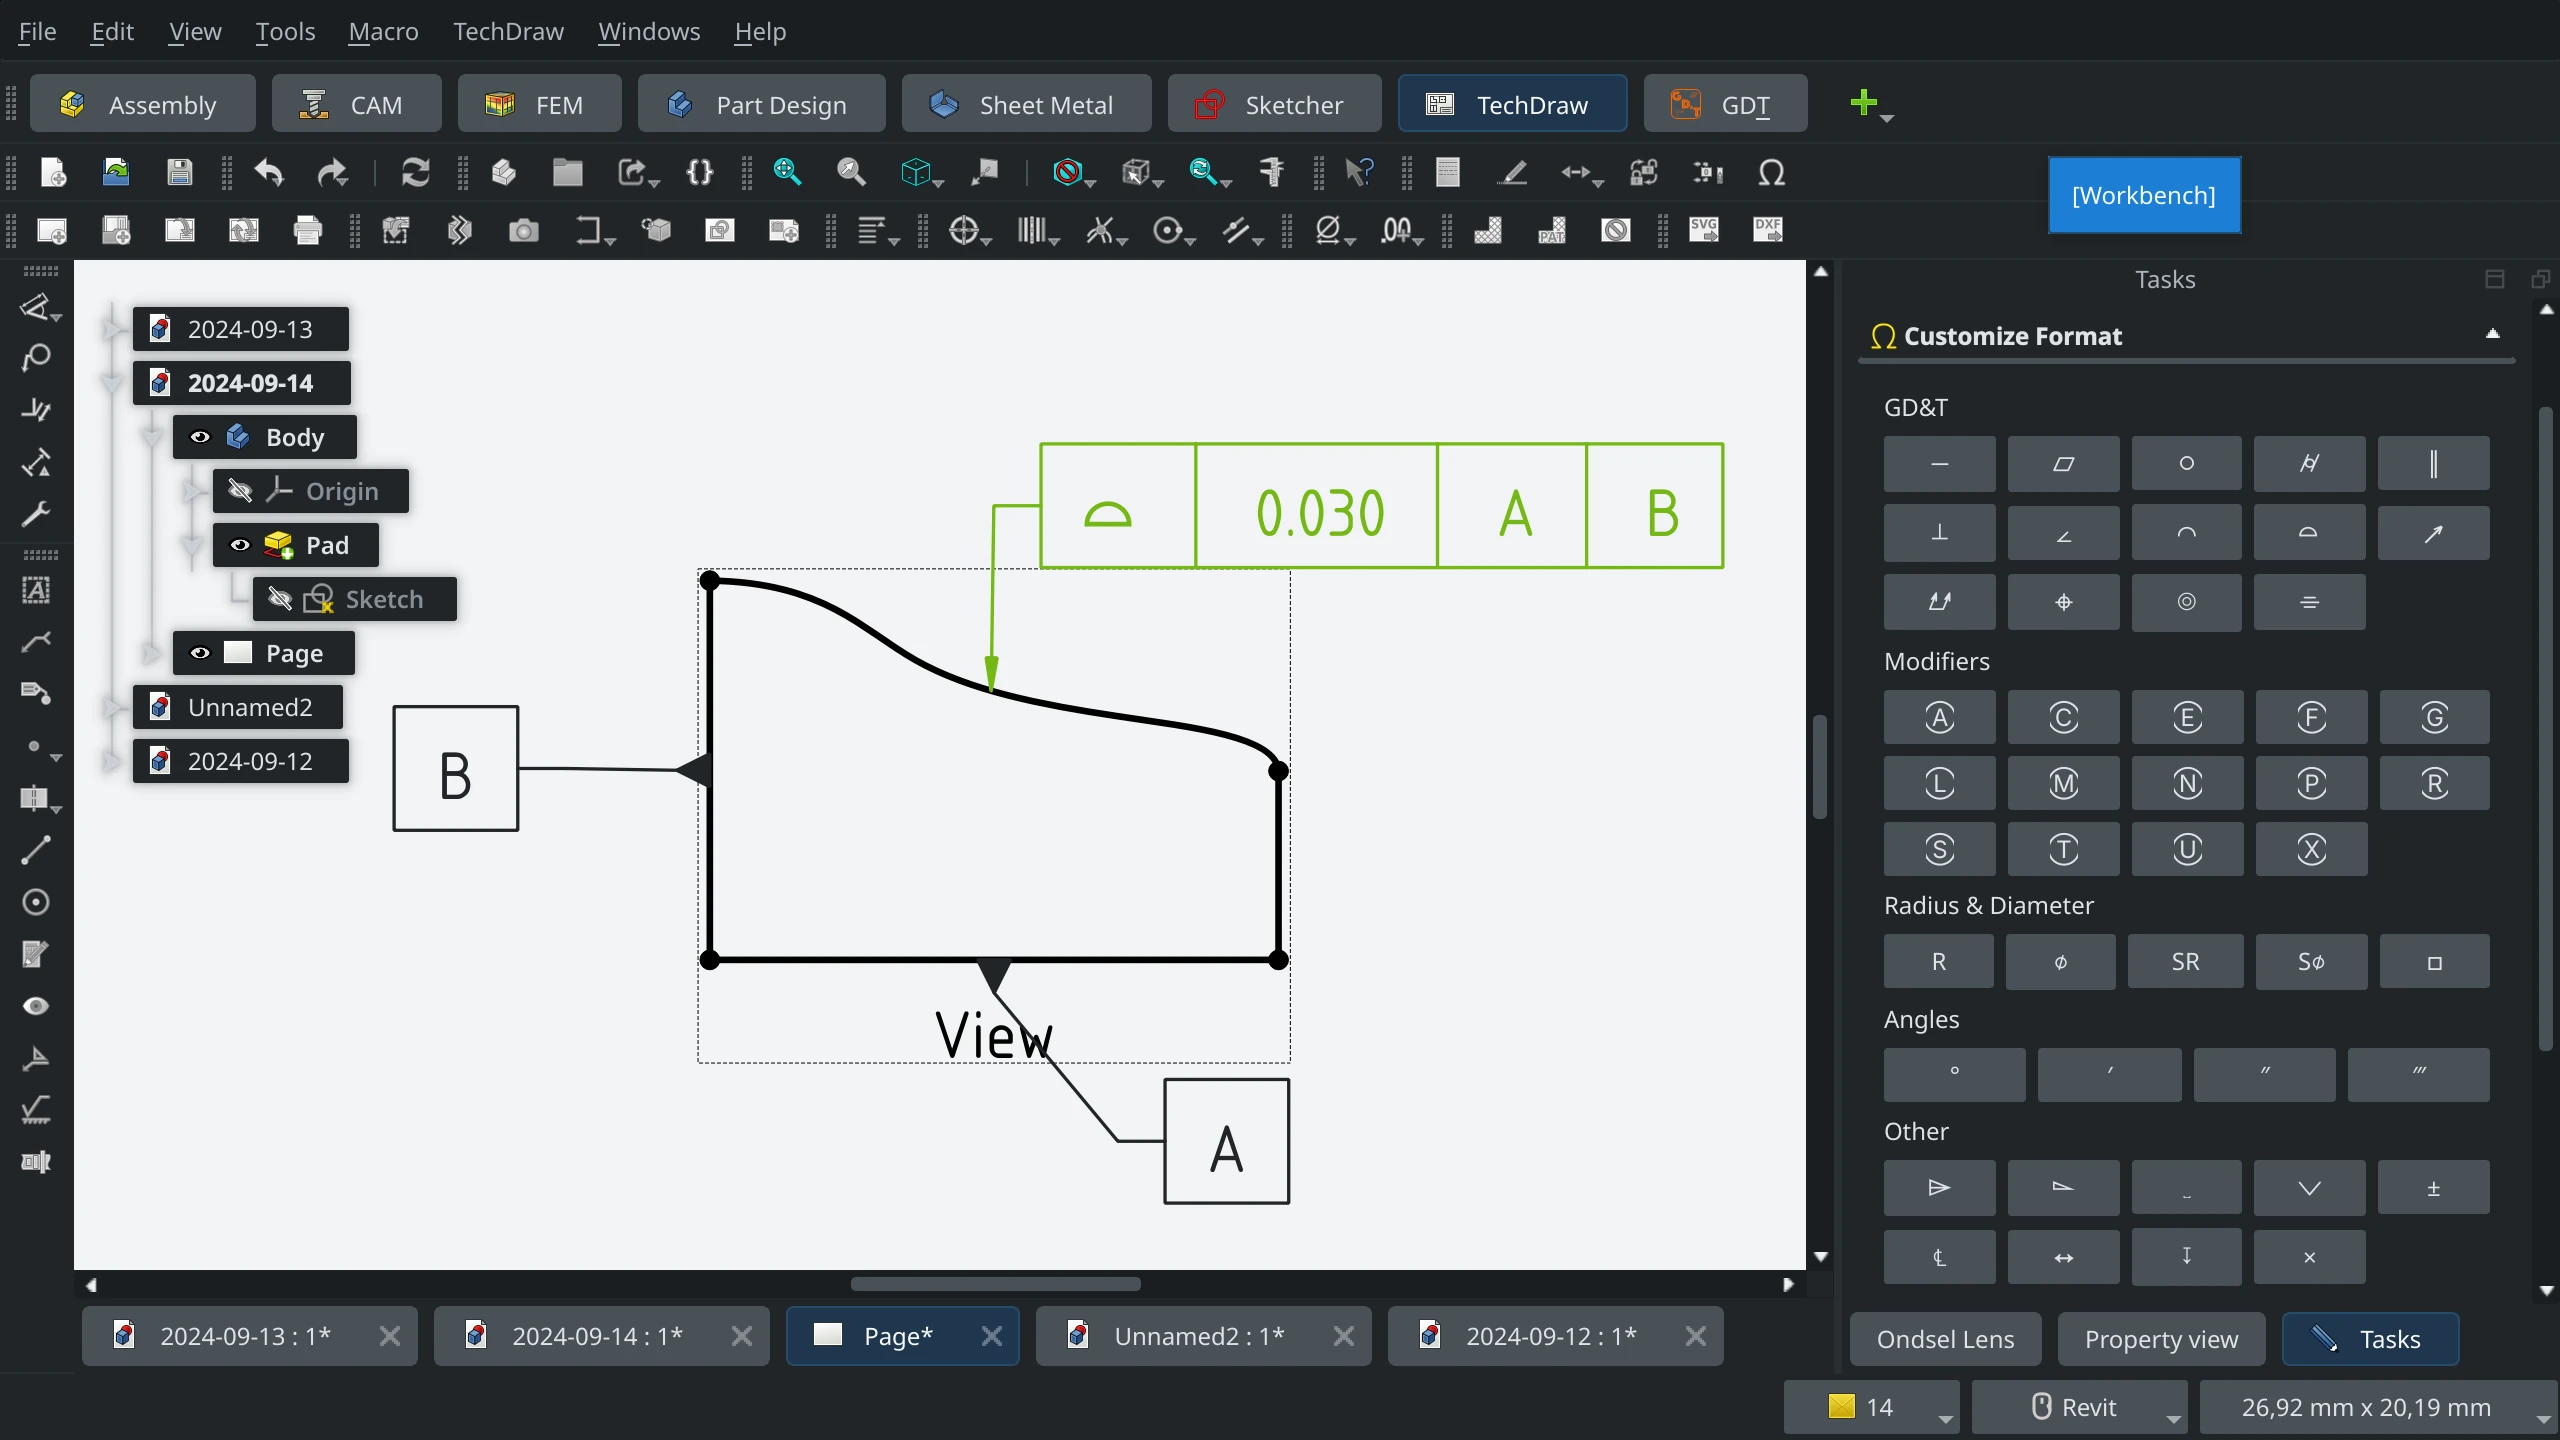 File Edit View Tools Macro TechDraw Windows Help
Assembly CAM FEM Part Design Sheet Metal Sketcher TechDraw GDT
[Workbench]
SVG DXF
PAT
Tasks
2024-09-13
2024-09-14
Body
Origin
Pad
Sketch
Page
Unnamed2
2024-09-12
⌓ 0.030 A B
B
View
A
Ω Customize Format
GD&T
⏤ ⏥ ○ ⌭ ∥
⟂ ∠ ⌒ ⌓ ↗
⌰ ⌖ ◎ ⌯
Modifiers
Ⓐ Ⓒ Ⓔ Ⓕ Ⓖ
Ⓛ Ⓜ Ⓝ Ⓟ Ⓡ
Ⓢ Ⓣ Ⓤ Ⓧ
Radius & Diameter
R ⌀ SR S⌀ □
Angles
° ′ ″ ‴
Other
⌲ ⌳ ⌴ ⌵ ±
℄ ↔ ↧ ×
2024-09-13 : 1*
2024-09-14 : 1*
Page*
Unnamed2 : 1*
2024-09-12 : 1*
Ondsel Lens
Property view
Tasks
14
Revit
26,92 mm x 20,19 mm